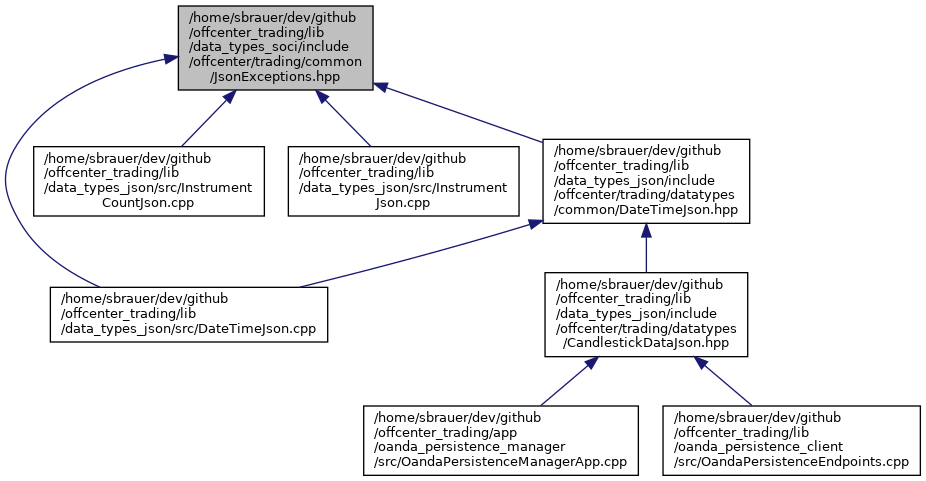 /home/sbrauer/dev/github
/offcenter_trading/lib
/data_types_soci/include
/offcenter/trading/common
/JsonExceptions.hpp
/home/sbrauer/dev/github
/offcenter_trading/lib
/data_types_json/src/Instrument
CountJson.cpp
/home/sbrauer/dev/github
/offcenter_trading/lib
/data_types_json/src/Instrument
Json.cpp
/home/sbrauer/dev/github
/offcenter_trading/lib
/data_types_json/include
/offcenter/trading/datatypes
/common/DateTimeJson.hpp
/home/sbrauer/dev/github
/offcenter_trading/lib
/data_types_json/src/DateTimeJson.cpp
/home/sbrauer/dev/github
/offcenter_trading/lib
/data_types_json/include
/offcenter/trading/datatypes
/CandlestickDataJson.hpp
/home/sbrauer/dev/github
/offcenter_trading/app
/oanda_persistence_manager
/src/OandaPersistenceManagerApp.cpp
/home/sbrauer/dev/github
/offcenter_trading/lib
/oanda_persistence_client
/src/OandaPersistenceEndpoints.cpp